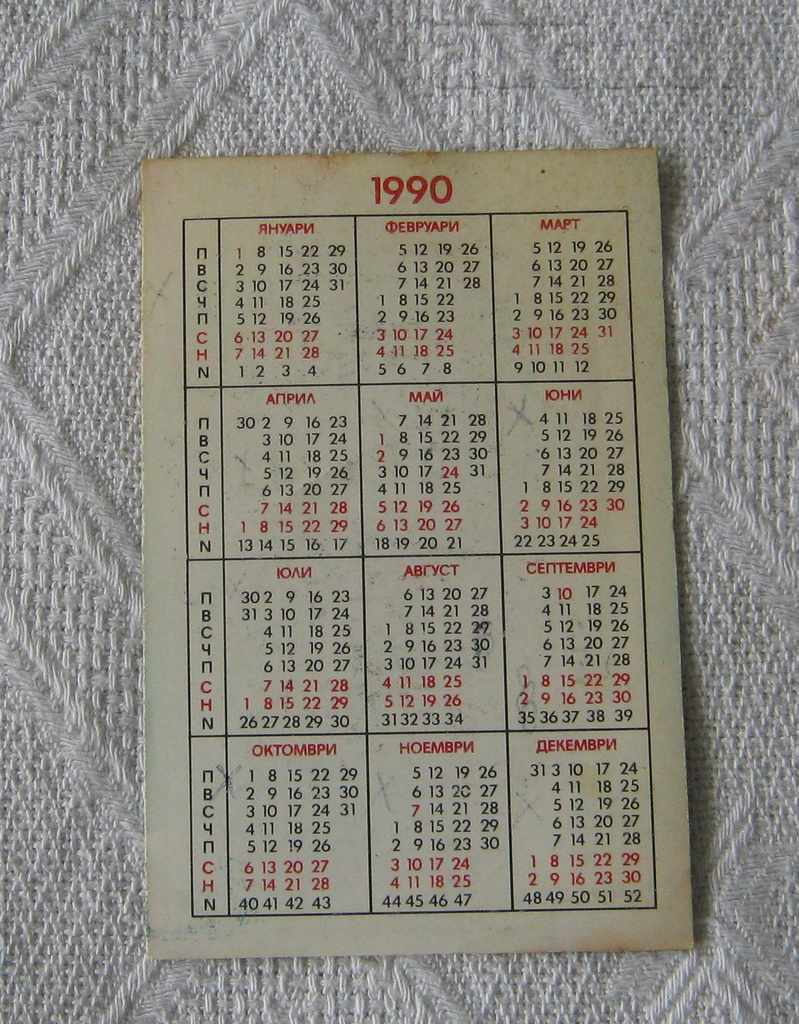 1990
ЯНУАРИ ФЕВРУАРИ МАРТ
П 1 8 15 22 29 5 12 19 26 5 12 19 26
В 2 9 16 23 30 6 13 20 27 6 13 20 27
С 3 10 17 24 31 7 14 21 28 7 14 21 28
Ч 4 11 18 25 1 8 15 22 1 8 15 22 29
П 5 12 19 26 2 9 16 23 2 9 16 23 30
С 6 13 20 27 3 10 17 24 3 10 17 24 31
Н 7 14 21 28 4 11 18 25 4 11 18 25
N 1 2 3 4 5 6 7 8 9 10 11 12
АПРИЛ МАЙ ЮНИ
П 30 2 9 16 23 7 14 21 28 4 11 18 25
В 3 10 17 24 1 8 15 22 29 5 12 19 26
С 4 11 18 25 2 9 16 23 30 6 13 20 27
Ч 5 12 19 26 3 10 17 24 31 7 14 21 28
П 6 13 20 27 4 11 18 25 1 8 15 22 29
С 7 14 21 28 5 12 19 26 2 9 16 23 30
Н 1 8 15 22 29 6 13 20 27 3 10 17 24
N 13 14 15 16 17 18 19 20 21 22 23 24 25
ЮЛИ АВГУСТ СЕПТЕМВРИ
П 30 2 9 16 23 6 13 20 27 3 10 17 24
В 31 3 10 17 24 7 14 21 28 4 11 18 25
С 4 11 18 25 1 8 15 22 29 5 12 19 26
Ч 5 12 19 26 2 9 16 23 30 6 13 20 27
П 6 13 20 27 3 10 17 24 31 7 14 21 28
С 7 14 21 28 4 11 18 25 1 8 15 22 29
Н 1 8 15 22 29 5 12 19 26 2 9 16 23 30
N 26 27 28 29 30 31 32 33 34 35 36 37 38 39
ОКТОМВРИ НОЕМВРИ ДЕКЕМВРИ
П 1 8 15 22 29 5 12 19 26 31 3 10 17 24
В 2 9 16 23 30 6 13 20 27 4 11 18 25
С 3 10 17 24 31 7 14 21 28 5 12 19 26
Ч 4 11 18 25 1 8 15 22 29 6 13 20 27
П 5 12 19 26 2 9 16 23 30 7 14 21 28
С 6 13 20 27 3 10 17 24 1 8 15 22 29
Н 7 14 21 28 4 11 18 25 2 9 16 23 30
N 40 41 42 43 44 45 46 47 48 49 50 51 52